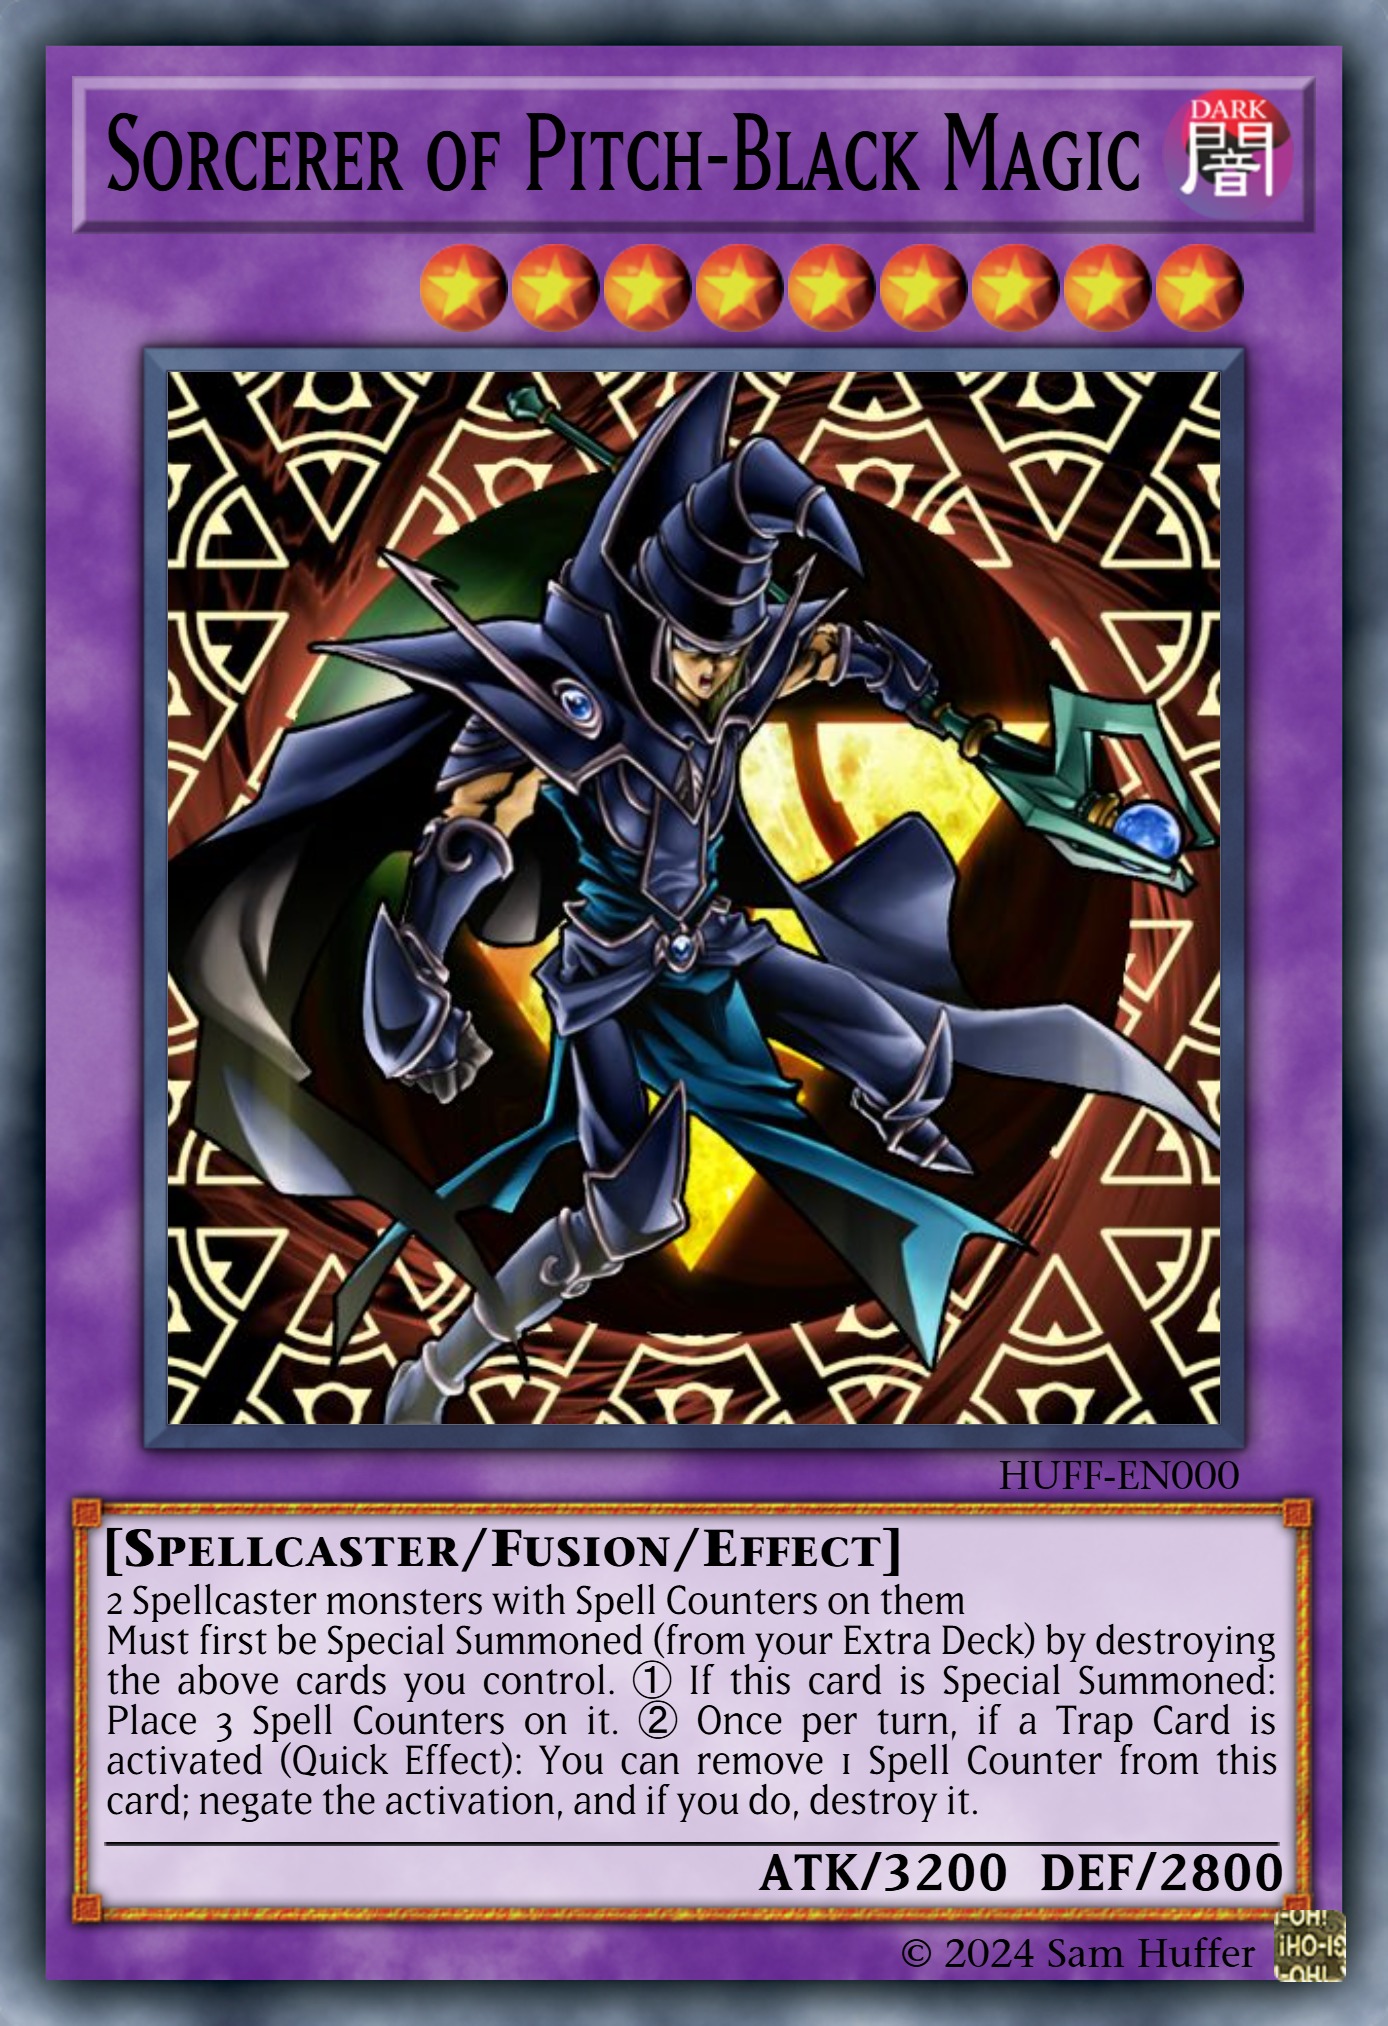 Sorcerer of Pitch-Black Magic
DARK
闇
HUFF-EN000
[Spellcaster/Fusion/Effect]
2 Spellcaster monsters with Spell Counters on them
Must first be Special Summoned (from your Extra Deck) by destroying
the above cards you control. ① If this card is Special Summoned:
Place 3 Spell Counters on it. ② Once per turn, if a Trap Card is
activated (Quick Effect): You can remove 1 Spell Counter from this
card; negate the activation, and if you do, destroy it.
ATK/3200 DEF/2800
© 2024 Sam Huffer
-OH!